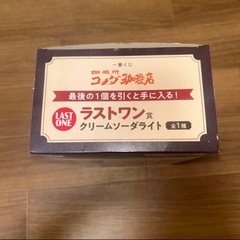 一番くじ
珈琲所
コメダ珈琲店
最後の1個を引くと手に入る!
LAST ONE
ラストワン賞
クリームソーダライト 全1種